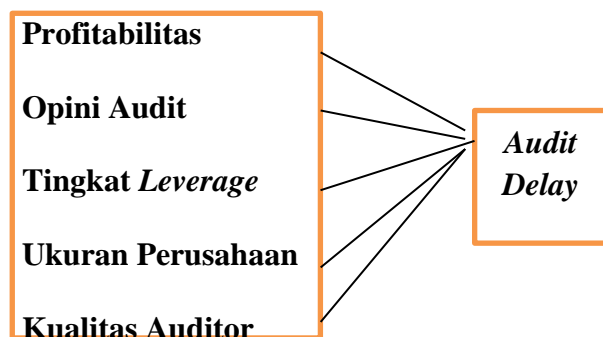 Profitabilitas
Opini Audit
Tingkat Leverage
Ukuran Perusahaan
Kualitas Auditor
Audit
Delay